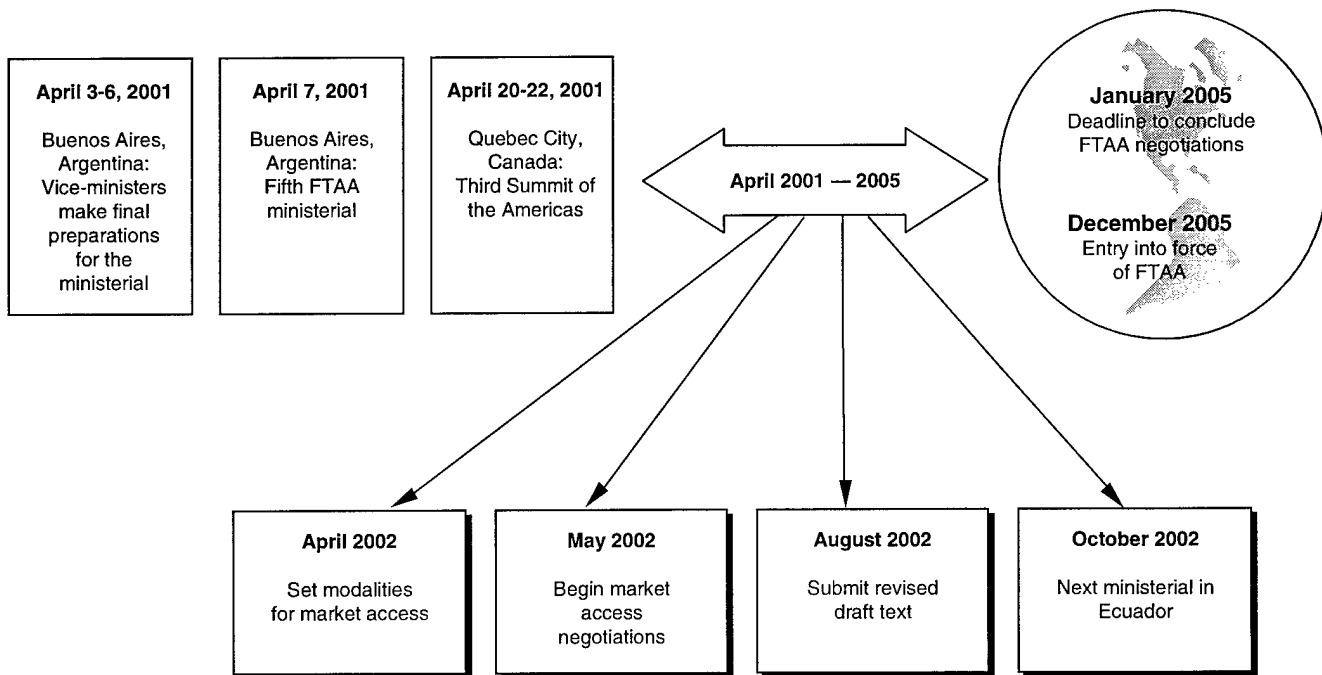 April 3-6, 2001
Buenos Aires,
Argentina:
Vice-ministers
make final
preparations
for the
ministerial
April 7, 2001
Buenos Aires,
Argentina:
Fifth FTAA
ministerial
April 20-22, 2001
Quebec City,
Canada:
Third Summit of
the Americas
April 2001 — 2005
January 2005
Deadline to conclude
FTAA negotiations
December 2005
Entry into force
of FTAA
April 2002
Set modalities
for market access
May 2002
Begin market
access
negotiations
August 2002
Submit revised
draft text
October 2002
Next ministerial in
Ecuador